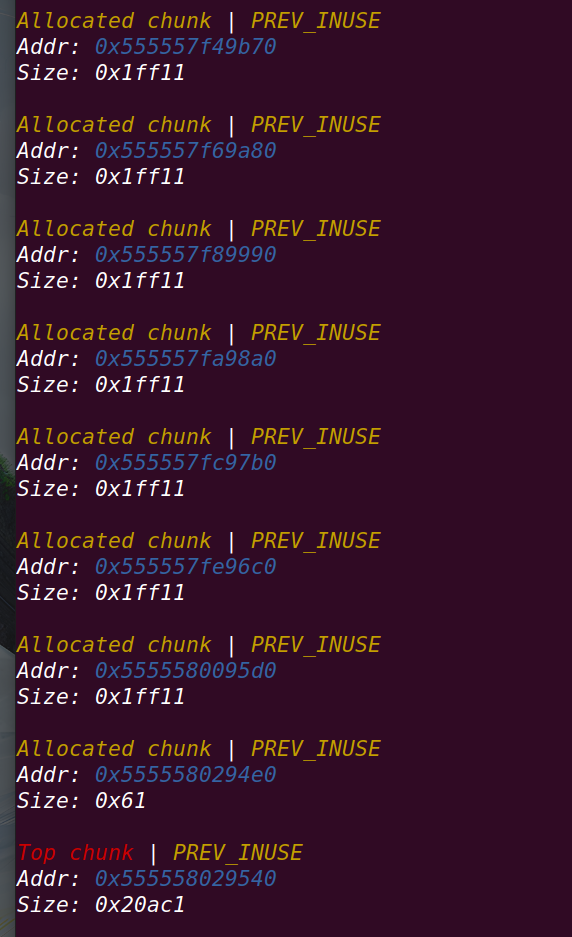 Allocated chunk | PREV_INUSE
Addr: 0x555557f49b70
Size: 0x1ff11
Allocated chunk | PREV_INUSE
Addr: 0x555557f69a80
Size: 0x1ff11
Allocated chunk | PREV_INUSE
Addr: 0x555557f89990
Size: 0x1ff11
Allocated chunk | PREV_INUSE
Addr: 0x555557fa98a0
Size: 0x1ff11
Allocated chunk | PREV_INUSE
Addr: 0x555557fc97b0
Size: 0x1ff11
Allocated chunk | PREV_INUSE
Addr: 0x555557fe96c0
Size: 0x1ff11
Allocated chunk | PREV_INUSE
Addr: 0x5555580095d0
Size: 0x1ff11
Allocated chunk | PREV_INUSE
Addr: 0x5555580294e0
Size: 0x61
Top chunk | PREV_INUSE
Addr: 0x555558029540
Size: 0x20ac1